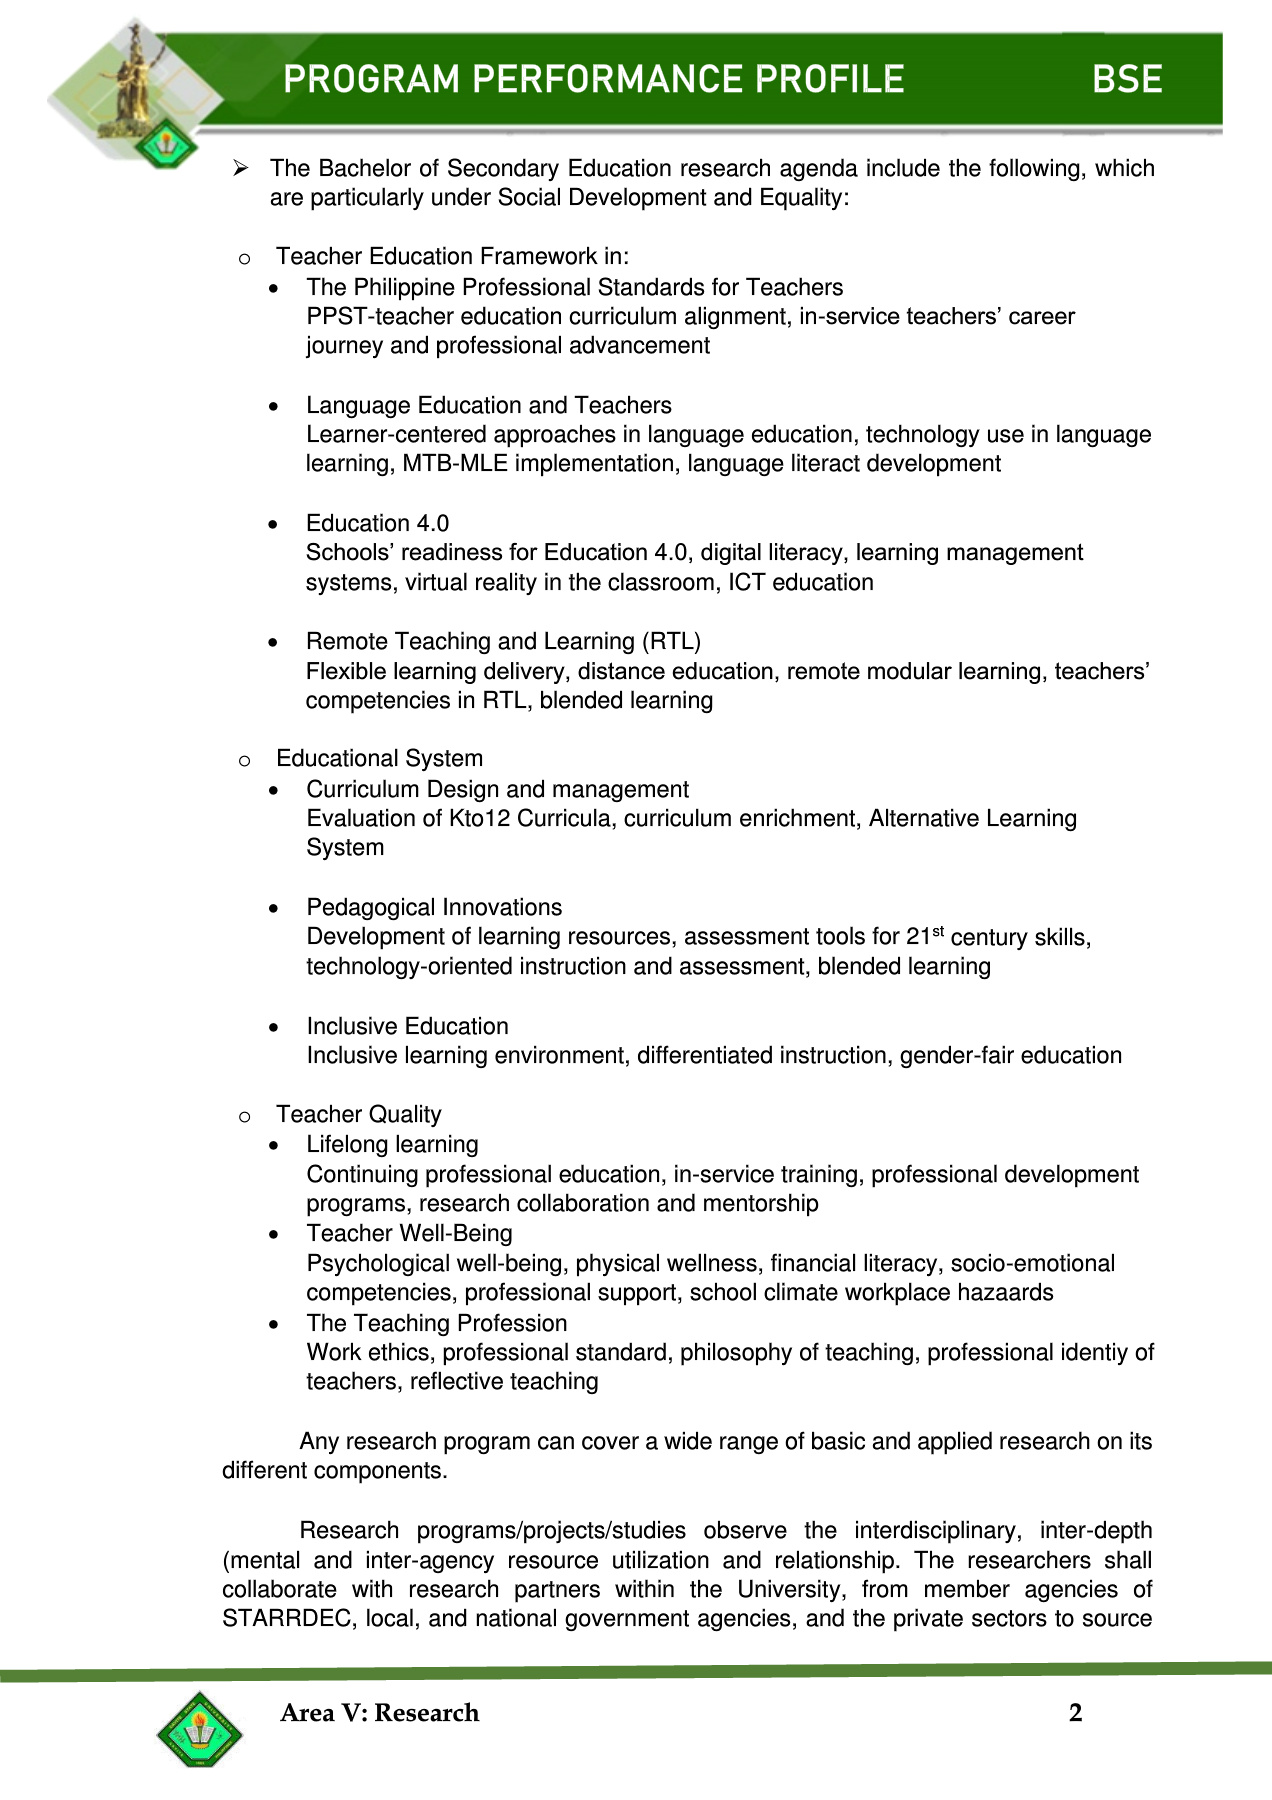 PROGRAM PERFORMANCE PROFILE BSE
➢ The Bachelor of Secondary Education research agenda include the following, which
are particularly under Social Development and Equality:
o Teacher Education Framework in:
• The Philippine Professional Standards for Teachers
PPST-teacher education curriculum alignment, in-service teachers’ career
journey and professional advancement
• Language Education and Teachers
Learner-centered approaches in language education, technology use in language
learning, MTB-MLE implementation, language literact development
• Education 4.0
Schools’ readiness for Education 4.0, digital literacy, learning management
systems, virtual reality in the classroom, ICT education
• Remote Teaching and Learning (RTL)
Flexible learning delivery, distance education, remote modular learning, teachers’
competencies in RTL, blended learning
o Educational System
• Curriculum Design and management
Evaluation of Kto12 Curricula, curriculum enrichment, Alternative Learning
System
• Pedagogical Innovations
Development of learning resources, assessment tools for 21st century skills,
technology-oriented instruction and assessment, blended learning
• Inclusive Education
Inclusive learning environment, differentiated instruction, gender-fair education
o Teacher Quality
• Lifelong learning
Continuing professional education, in-service training, professional development
programs, research collaboration and mentorship
• Teacher Well-Being
Psychological well-being, physical wellness, financial literacy, socio-emotional
competencies, professional support, school climate workplace hazaards
• The Teaching Profession
Work ethics, professional standard, philosophy of teaching, professional identiy of
teachers, reflective teaching
Any research program can cover a wide range of basic and applied research on its
different components.
Research programs/projects/studies observe the interdisciplinary, inter-depth
(mental and inter-agency resource utilization and relationship. The researchers shall
collaborate with research partners within the University, from member agencies of
STARRDEC, local, and national government agencies, and the private sectors to source
Area V: Research 2